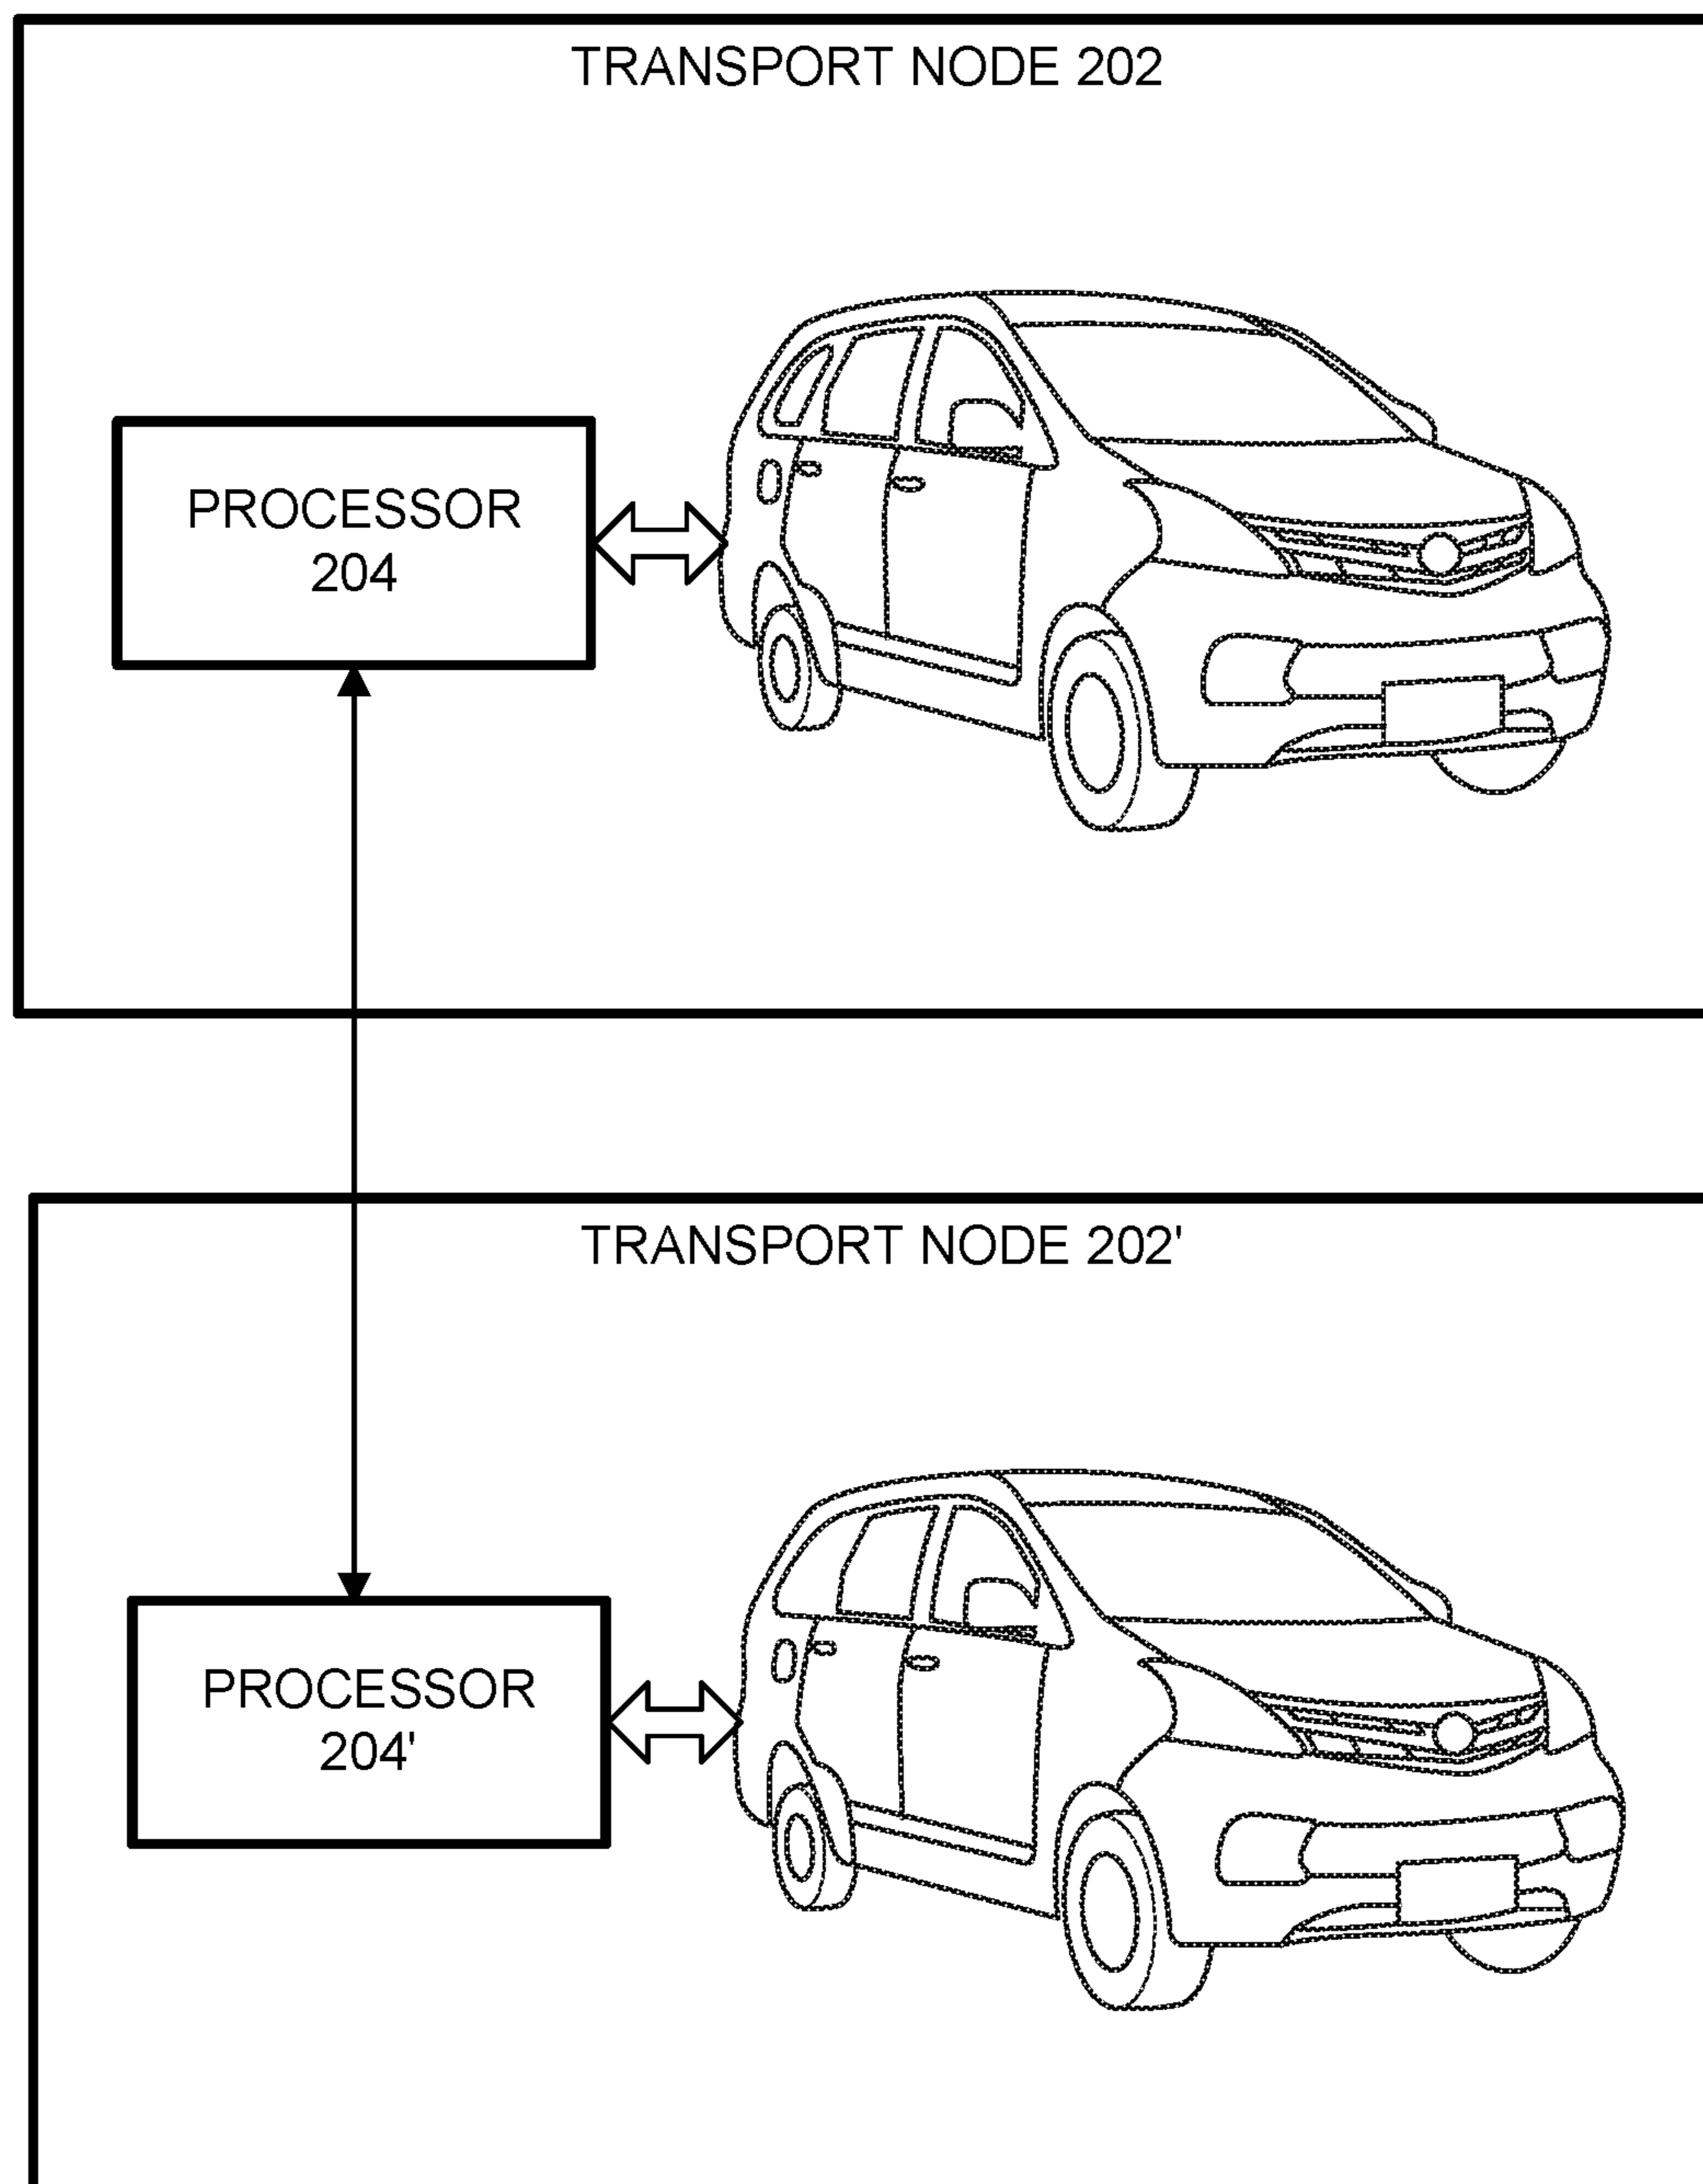 TRANSPORT NODE 202
PROCESSOR
204
TRANSPORT NODE 202'
PROCESSOR
204'